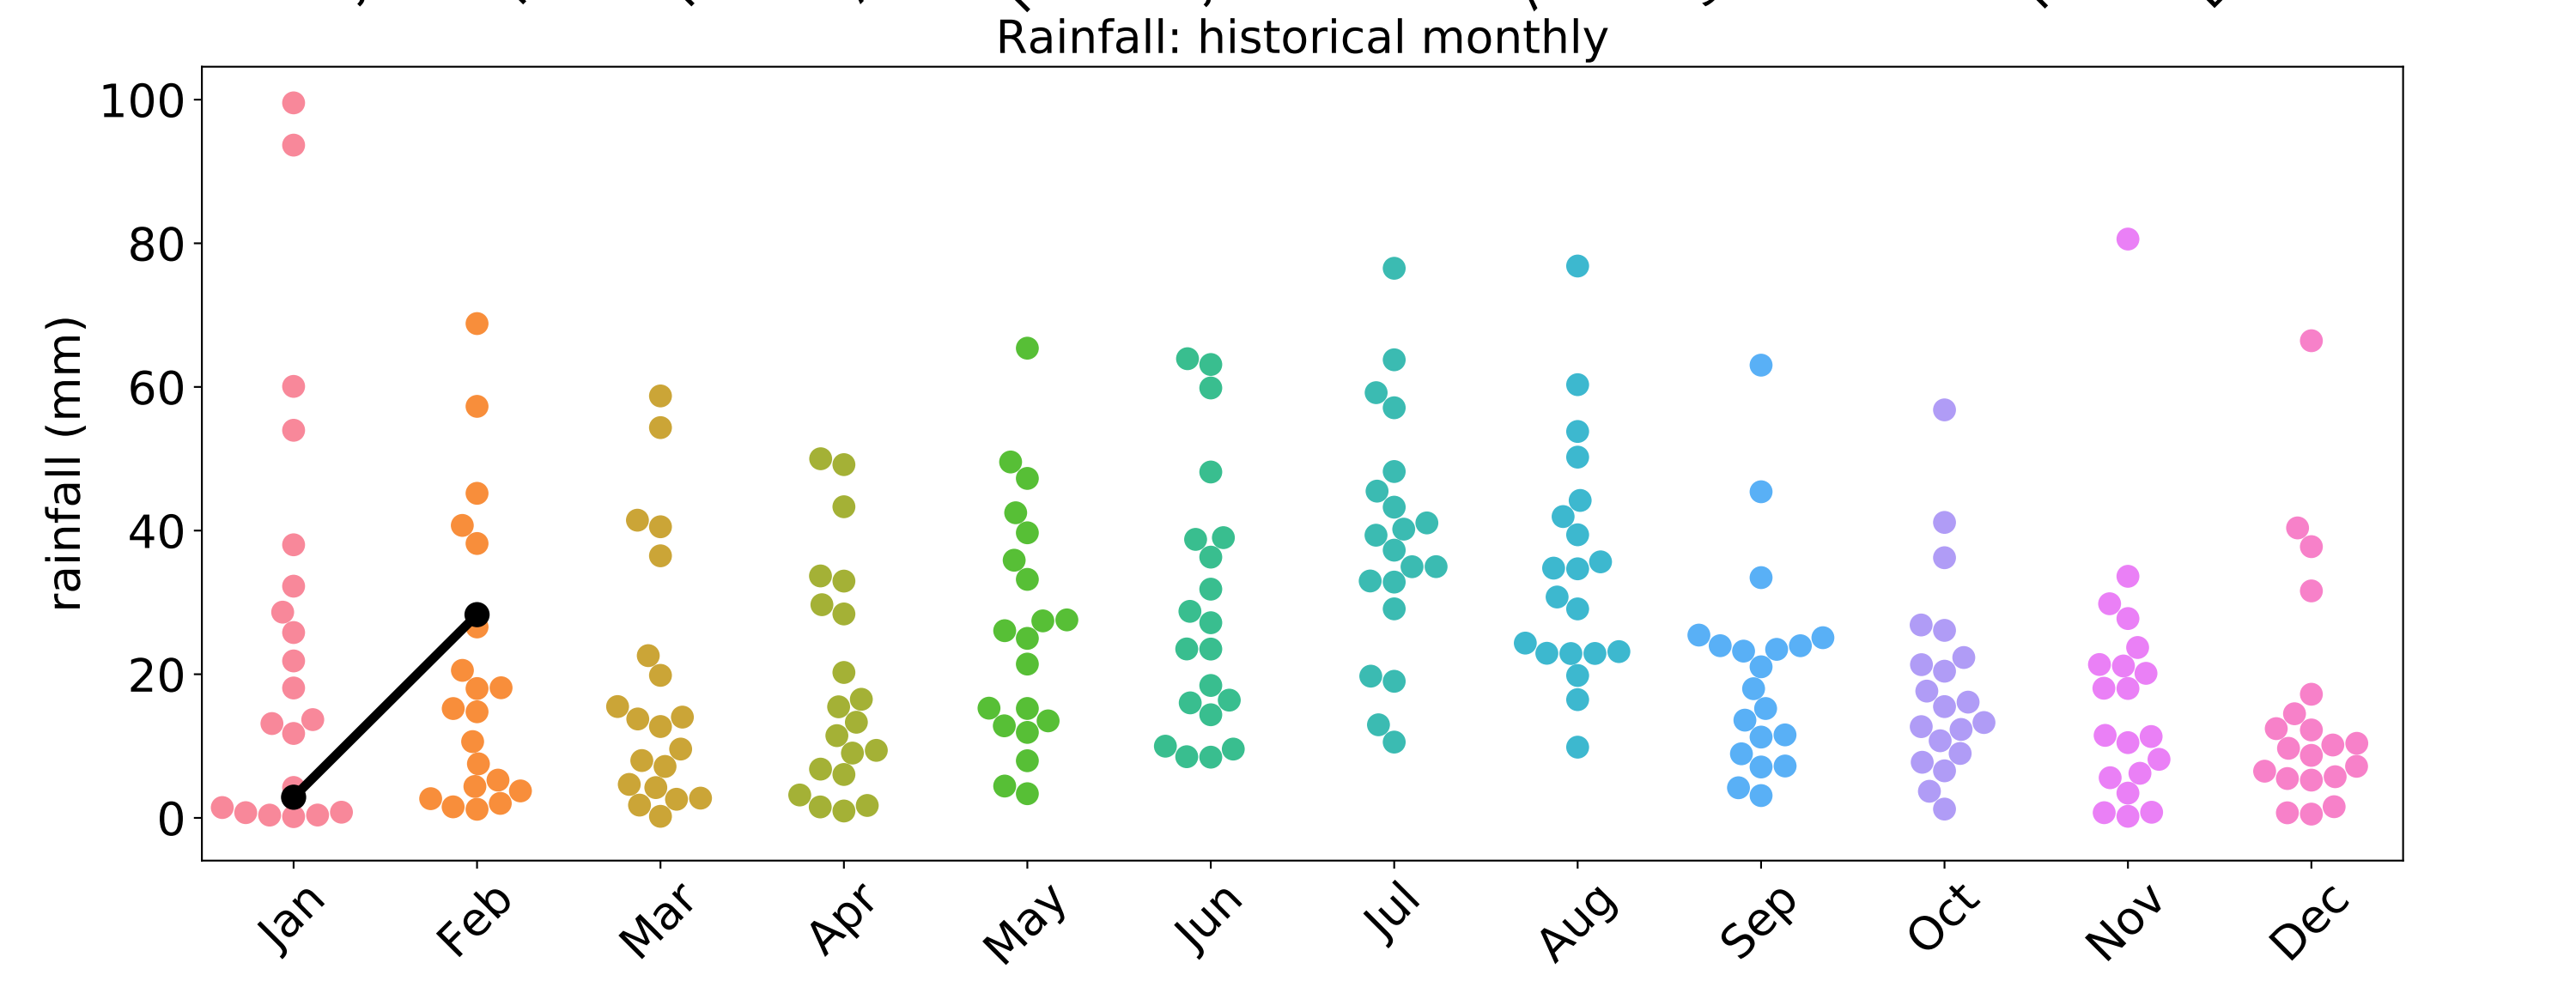 Rainfall: historical monthly
100
80
60
40
20
0
rainfall (mm)
Jan
Feb
Mar
Apr
May
Jun
Jul
Aug
Sep
Oct
Nov
Dec